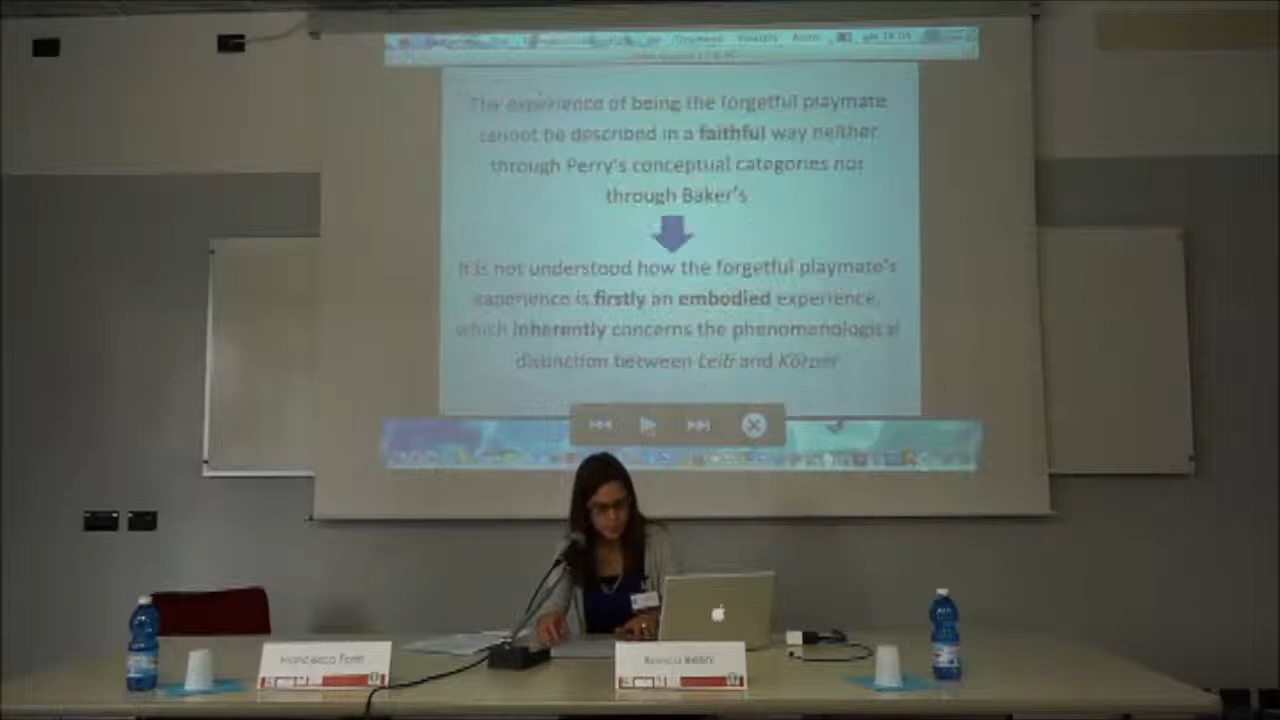 The experience of being the forgetful playmate
cannot be described in a faithful way neither
through Perry's conceptual categories nor
through Baker's
It is not understood how the forgetful playmate's
experience is firstly an embodied experience,
which inherently concerns the phenomenological
distinction between Leib and Körper